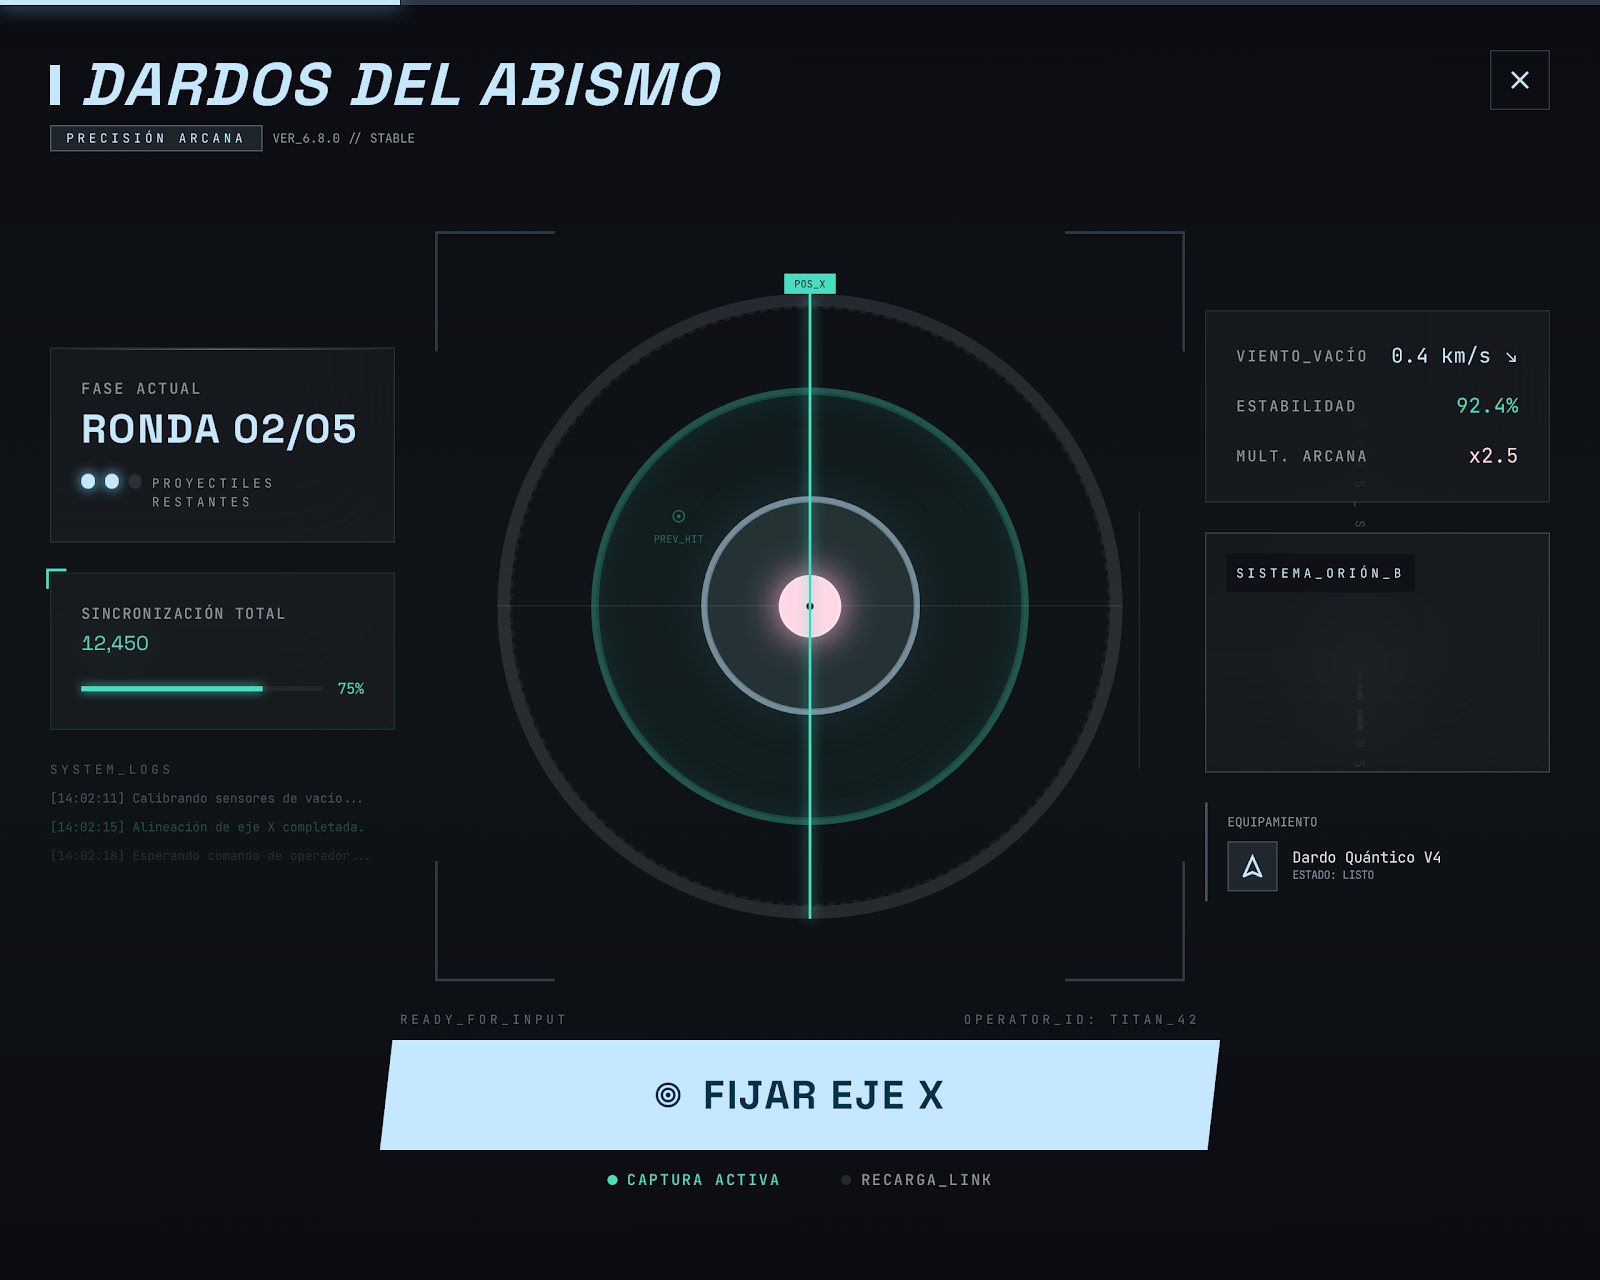 DARDOS DEL ABISMO
PRECISIÓN ARCANA
VER_6.8.0 // STABLE
POS_X
FASE ACTUAL
RONDA 02/05
PROYECTILES
RESTANTES
SINCRONIZACIÓN TOTAL
12,450
75%
SYSTEM_LOGS
[14:02:11] Calibrando sensores de vacío...
[14:02:15] Alineación de eje X completada.
[14:02:18] Esperando comando de operador...
PREV_HIT
VIENTO_VACÍO 0.4 km/s ↘
ESTABILIDAD 92.4%
MULT. ARCANA x2.5
SISTEMA_ORIÓN_B
EQUIPAMIENTO
Dardo Quántico V4
ESTADO: LISTO
READY_FOR_INPUT
OPERATOR_ID: TITAN_42
FIJAR EJE X
CAPTURA ACTIVA
RECARGA_LINK